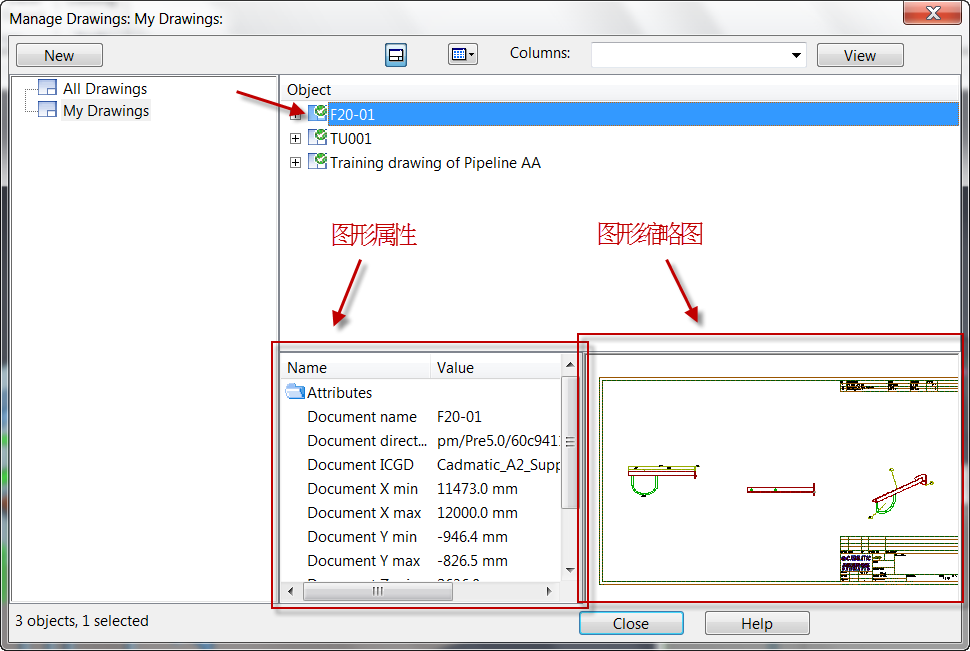 Manage Drawings: My Drawings:
New
Columns:
View
All Drawings
My Drawings
Object
F20-01
TU001
Training drawing of Pipeline AA
图形属性
图形缩略图
Name Value
Attributes
Document name F20-01
Document direct... pm/Pre5.0/60c941
Document ICGD Cadmatic_A2_Supp
Document X min 11473.0 mm
Document X max 12000.0 mm
Document Y min -946.4 mm
Document Y max -826.5 mm
3 objects, 1 selected
Close
Help